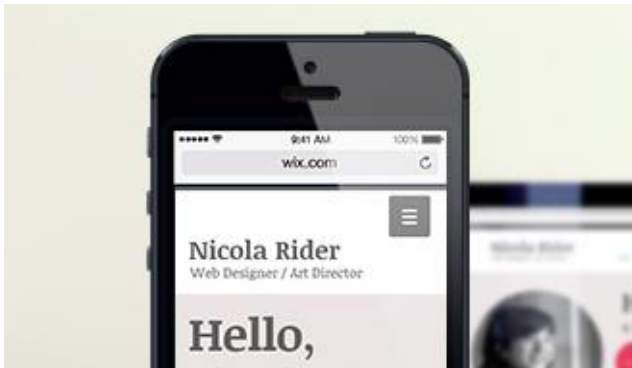 9:41 AM 100%
wix.com
Nicola Rider
Web Designer / Art Director
Hello,
Nicola Rider